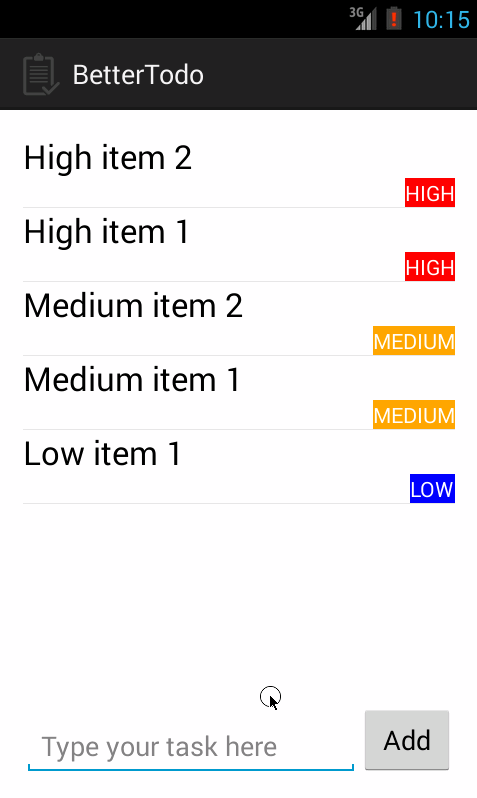 3G 10:15
BetterTodo
High item 2
HIGH
High item 1
HIGH
Medium item 2
MEDIUM
Medium item 1
MEDIUM
Low item 1
LOW
Type your task here
Add